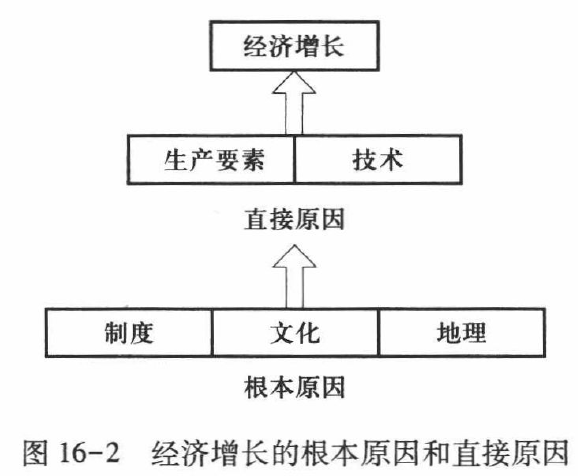 经济增长
生产要素 技术
直接原因
制度 文化 地理
根本原因
图 16-2 经济增长的根本原因和直接原因